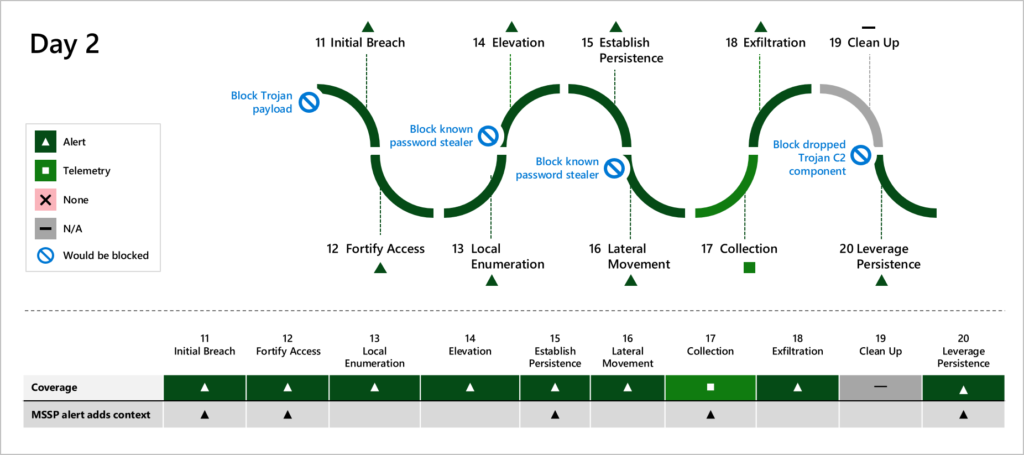 Day 2
11 Initial Breach
14 Elevation
15 Establish
Persistence
18 Exfiltration
19 Clean Up
Block Trojan
payload
Block known
password stealer
Block known
password stealer
Block dropped
Trojan C2
component
Alert
Telemetry
None
N/A
Would be blocked
12 Fortify Access
13 Local
Enumeration
16 Lateral
Movement
17 Collection
20 Leverage
Persistence
11
Initial Breach
12
Fortify Access
13
Local
Enumeration
14
Elevation
15
Establish
Persistence
16
Lateral
Movement
17
Collection
18
Exfiltration
19
Clean Up
20
Leverage
Persistence
Coverage
MSSP alert adds context